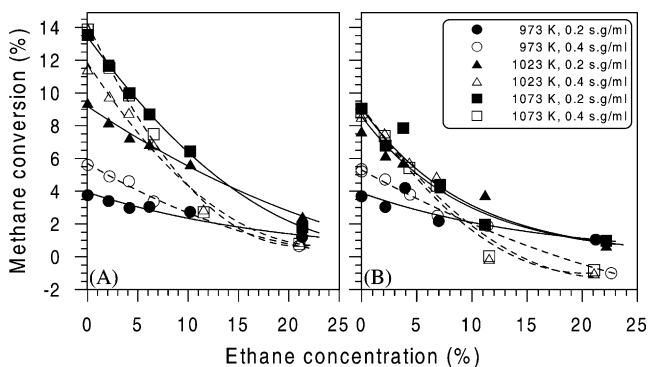 14
12
10
8
6
4
2
0
-2
Methane conversion (%)
(A)
(B)
973 K, 0.2 s.g/ml
973 K, 0.4 s.g/ml
1023 K, 0.2 s.g/ml
1023 K, 0.4 s.g/ml
1073 K, 0.2 s.g/ml
1073 K, 0.4 s.g/ml
0 5 10 15 20 25 0 5 10 15 20 25
Ethane concentration (%)